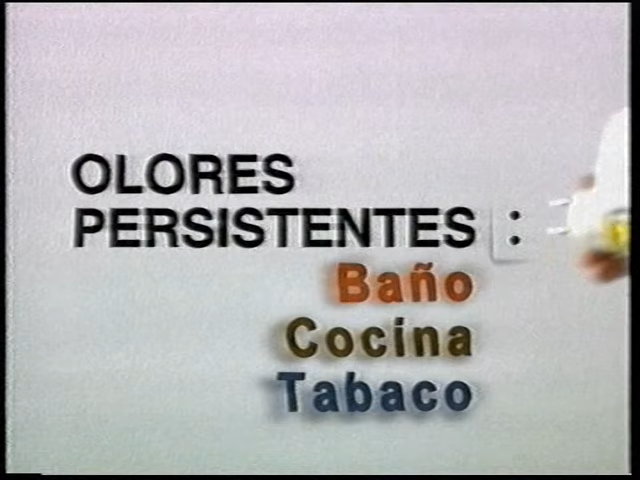 OLORES
PERSISTENTES :
Baño
Cocina
Tabaco